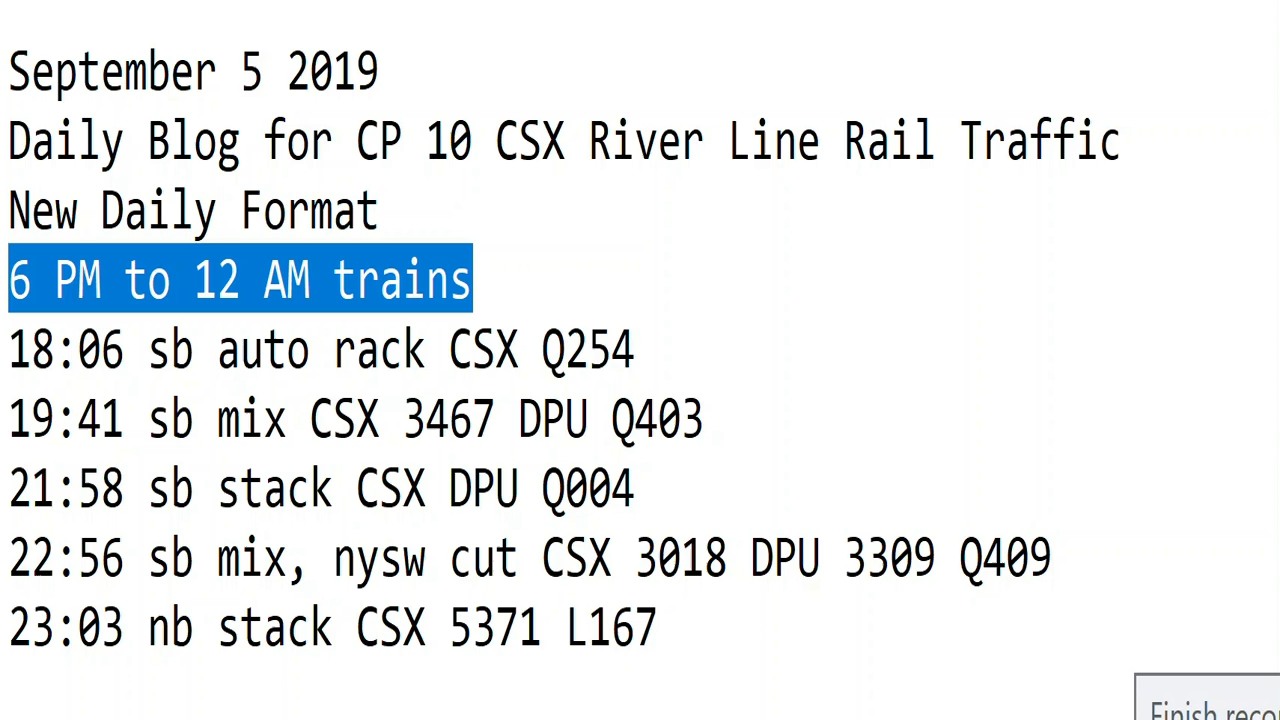 September 5 2019
Daily Blog for CP 10 CSX River Line Rail Traffic
New Daily Format
6 PM to 12 AM trains
18:06 sb auto rack CSX Q254
19:41 sb mix CSX 3467 DPU Q403
21:58 sb stack CSX DPU Q004
22:56 sb mix, nysw cut CSX 3018 DPU 3309 Q409
23:03 nb stack CSX 5371 L167
Finish